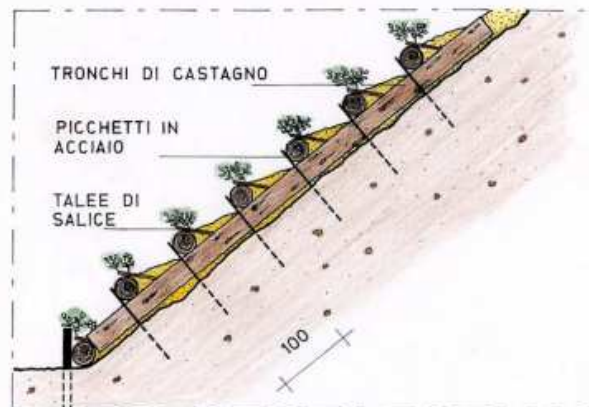 TRONCHI DI CASTAGNO
PICCHETTI IN
ACCIAIO
TALEE DI
SALICE
100